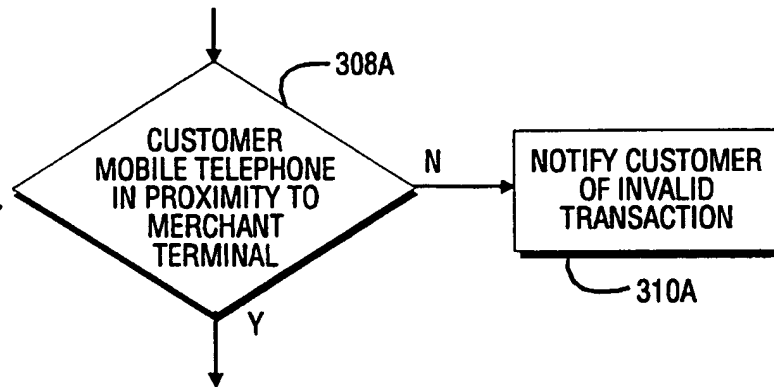 308A
CUSTOMER
MOBILE TELEPHONE
IN PROXIMITY TO
MERCHANT
TERMINAL
N
NOTIFY CUSTOMER
OF INVALID
TRANSACTION
310A
Y